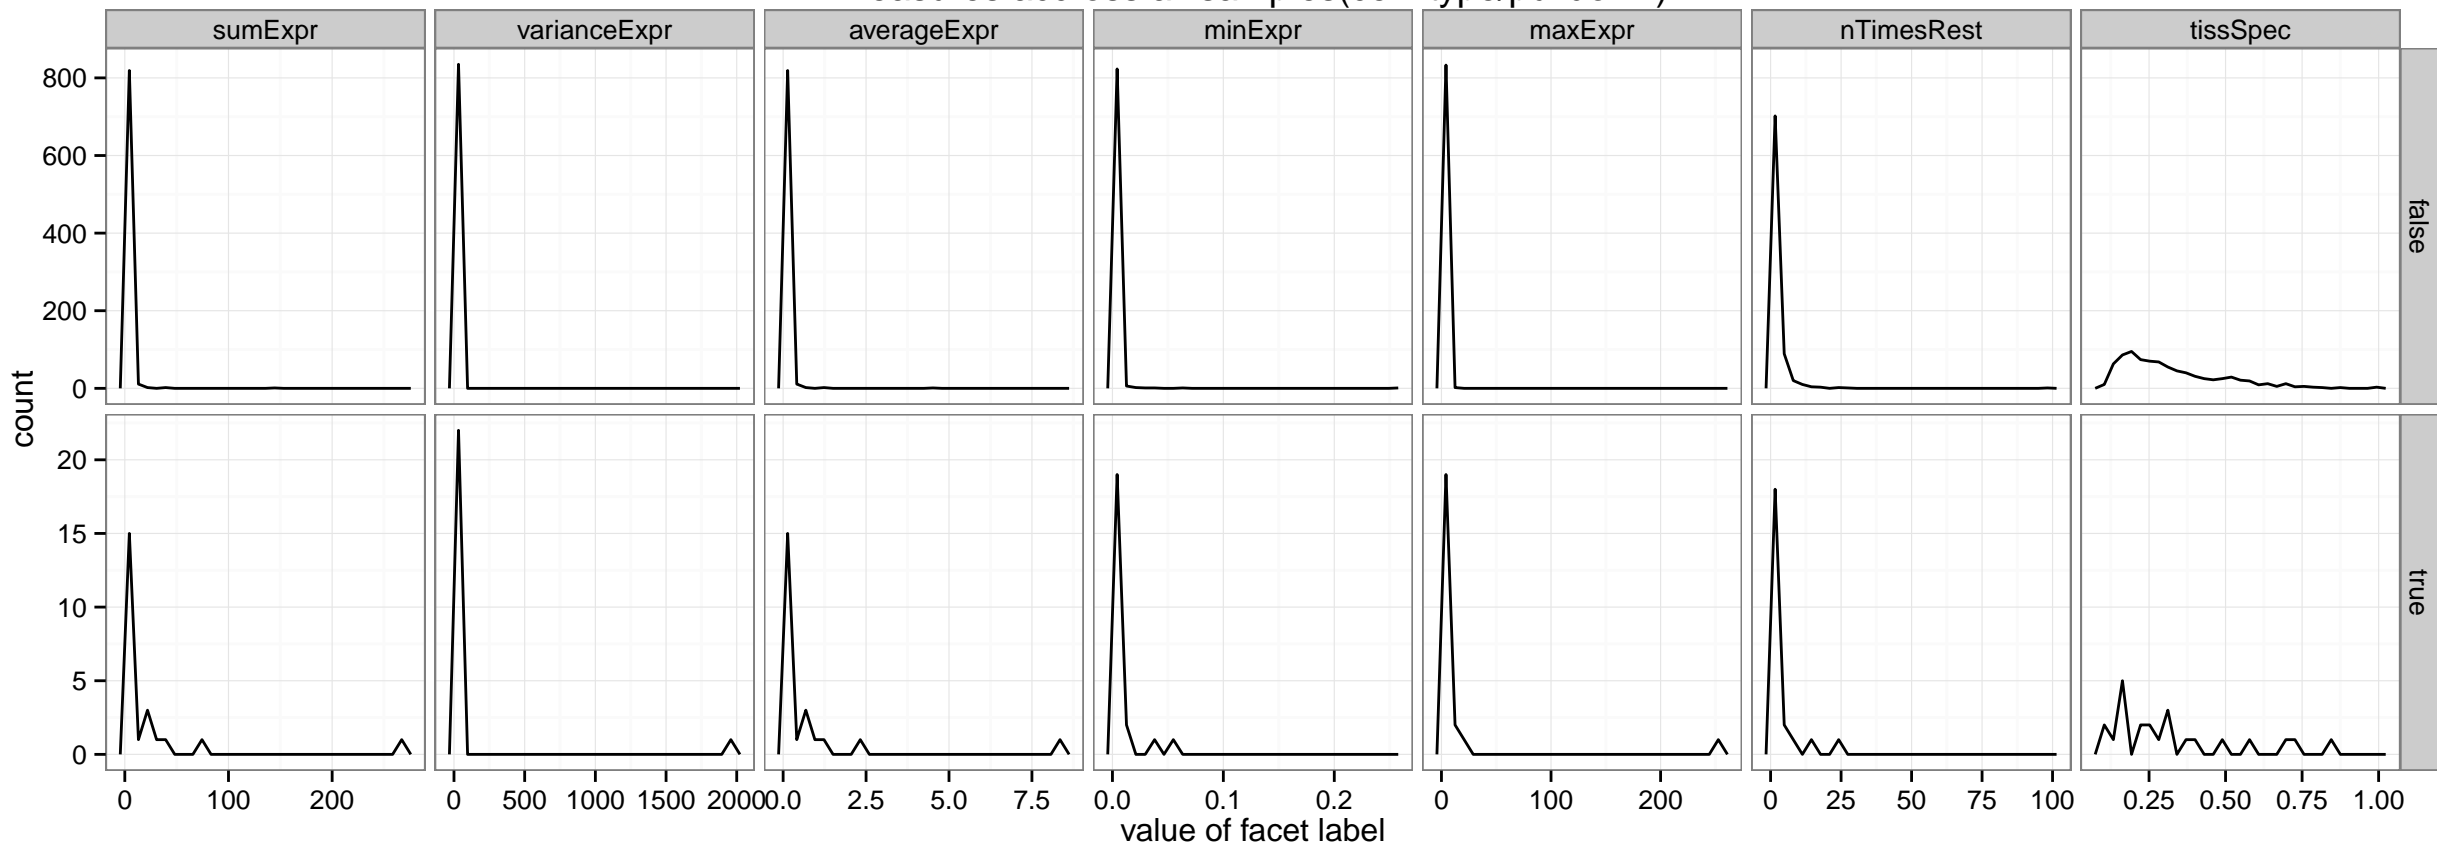 sumExpr varianceExpr averageExpr minExpr maxExpr nTimesRest tissSpec
800
600
400
200
0
false
20
15
10
5
0
true
count
0 100 200 0 500 1000 1500 2000 0.0 2.5 5.0 7.5 0.0 0.1 0.2 0 100 200 0 25 50 75 100 0.25 0.50 0.75 1.00
value of facet label